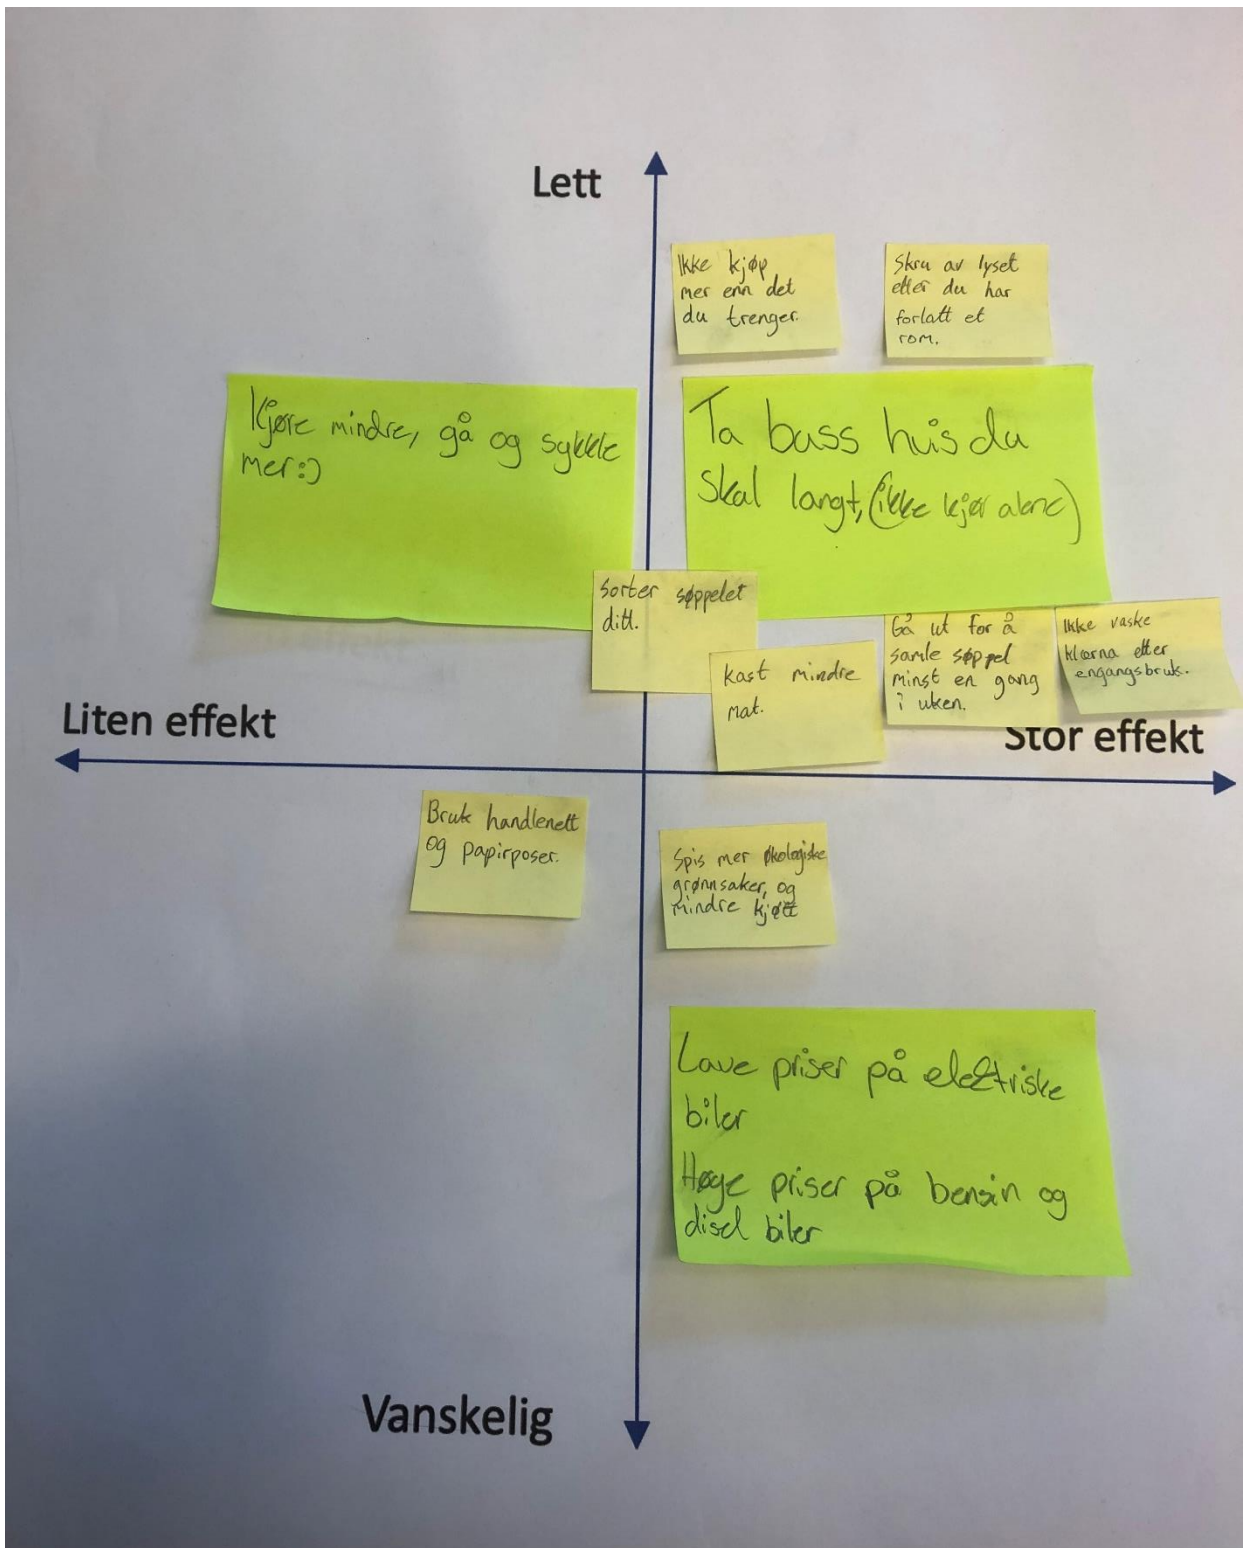 Lett
Ikke kjøp
mer enn det
du trenger.
Skru av lyset
etter du har
forlatt et
rom.
Kjøre mindre, gå og sykkle
mer:)
Ta buss hvis du
skal langt, (ikke kjør alene)
Sorter søppelet
ditt.
kast mindre
mat.
Gå ut for å
samle søppel
minst en gang
i uken.
Ikke vaske
klærna etter
engangsbruk.
Liten effekt
Stor effekt
Bruk handlenett
og papirposer.
Spis mer økologiske
grønnsaker, og
mindre kjøtt
Lave priser på elektriske
biler
Høge priser på bensin og
disel biler
Vanskelig